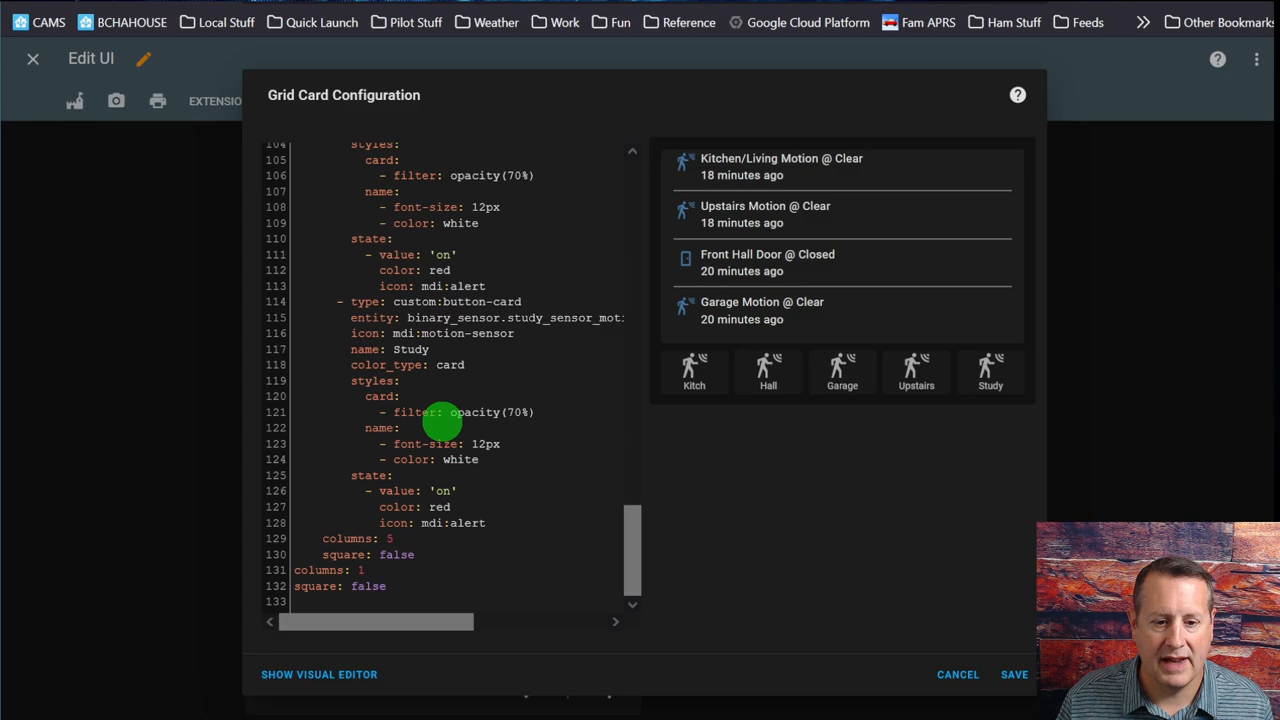 CAMS BCHAHOUSE Local Stuff Quick Launch Pilot Stuff Weather Work Fun Reference Google Cloud Platform Fam APRS Ham Stuff Feeds Other Bookmarks
Edit UI
EXTENSIO
Grid Card Configuration
104 styles:
105 card:
106 - filter: opacity(70%)
107 name:
108 - font-size: 12px
109 - color: white
110 state:
111 - value: 'on'
112 color: red
113 icon: mdi:alert
114 - type: custom:button-card
115 entity: binary_sensor.study_sensor_moti
116 icon: mdi:motion-sensor
117 name: Study
118 color_type: card
119 styles:
120 card:
121 - filter: opacity(70%)
122 name:
123 - font-size: 12px
124 - color: white
125 state:
126 - value: 'on'
127 color: red
128 icon: mdi:alert
129 columns: 5
130 square: false
131 columns: 1
132 square: false
133
Kitchen/Living Motion @ Clear
18 minutes ago
Upstairs Motion @ Clear
18 minutes ago
Front Hall Door @ Closed
20 minutes ago
Garage Motion @ Clear
20 minutes ago
Kitch Hall Garage Upstairs Study
SHOW VISUAL EDITOR CANCEL SAVE